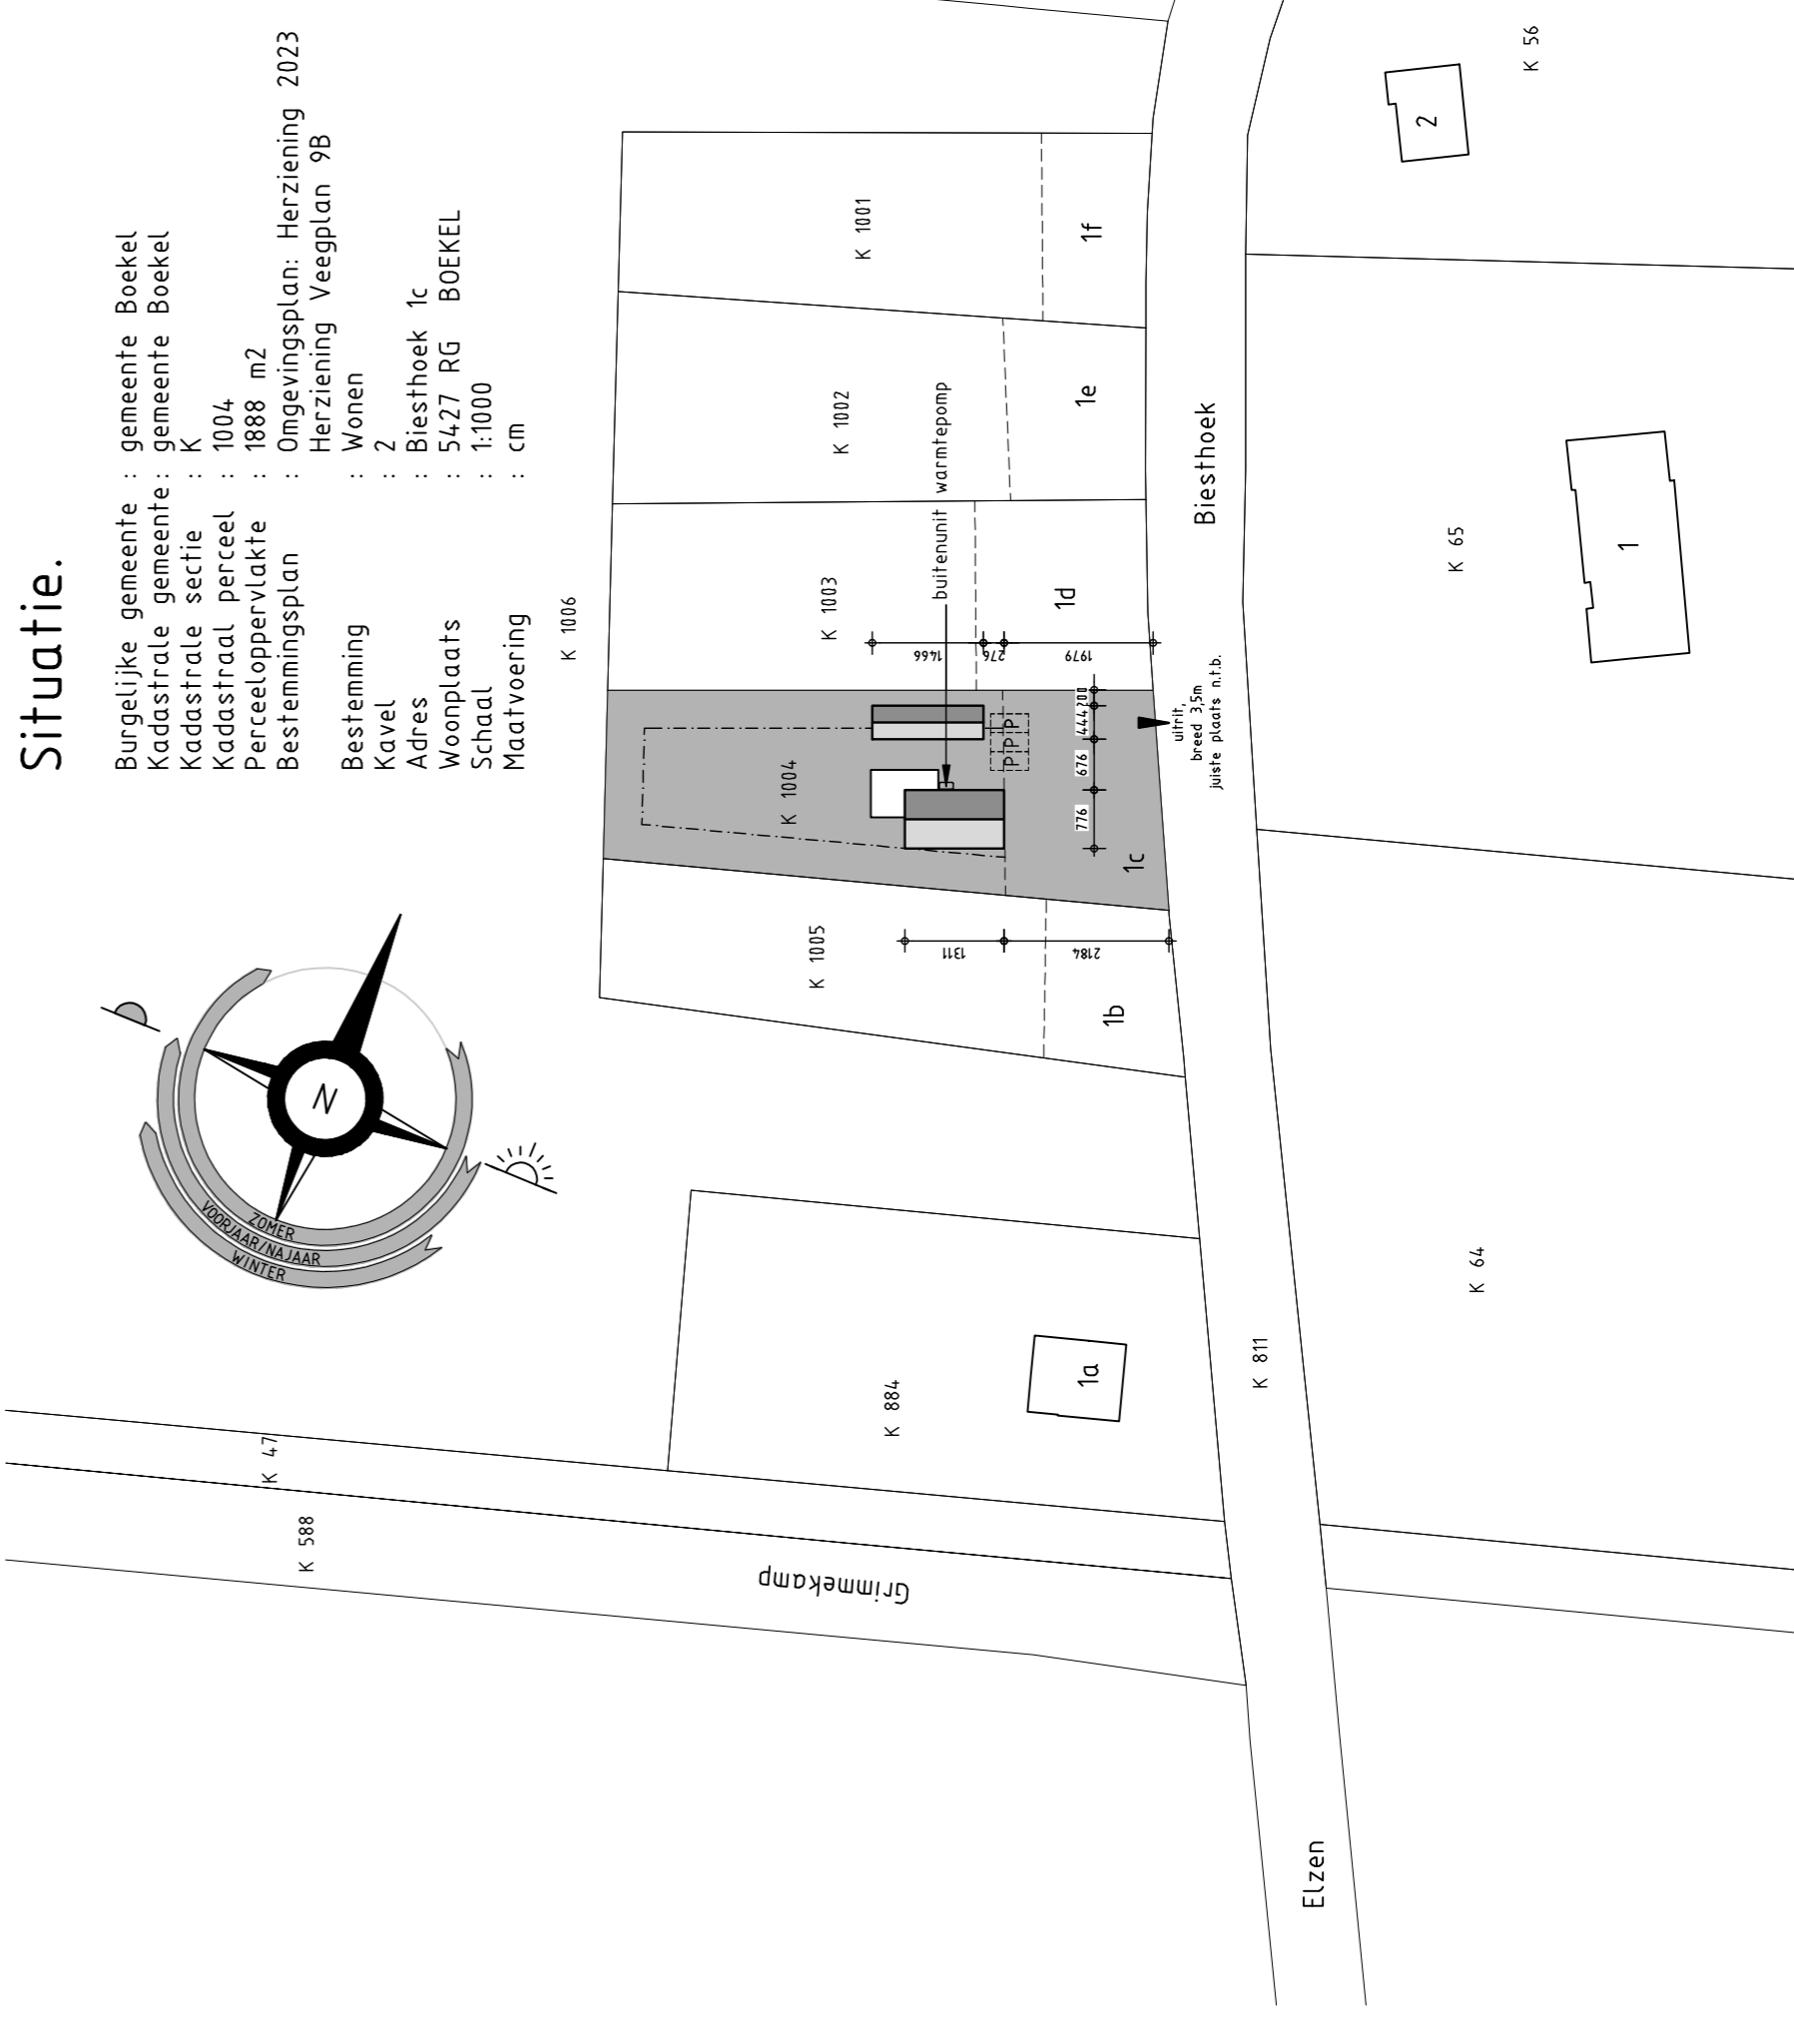 Situatie.
Burgelijke gemeente : gemeente Boekel
Kadastrale gemeente : gemeente Boekel
Kadastrale sectie : K
Kadastraal perceel : 1004
Perceeloppervlakte : 1888 m2
Bestemmingsplan : Omgevingsplan: Herziening 2023
Herziening Veegplan 9B
Bestemming : Wonen
Kavel : 2
Adres : Biesthoek 1c
Woonplaats : 5427 RG BOEKEL
Schaal : 1:1000
Maatvoering : cm
K 1006
N
ZOMER
VOORJAAR/NAJAAR
WINTER
K 47
K 588
Grimmekamp
K 884
1a
K 1005
1b
1311
2184
K 1004
1c
P P P
776
676
444
200
buitenunit warmtepomp
uitrit,
breed 3,5m
juiste plaats n.t.b.
K 1003
1d
1466
276
1979
K 1002
1e
K 1001
1f
Biesthoek
K 811
Elzen
K 64
K 65
1
K 56
2